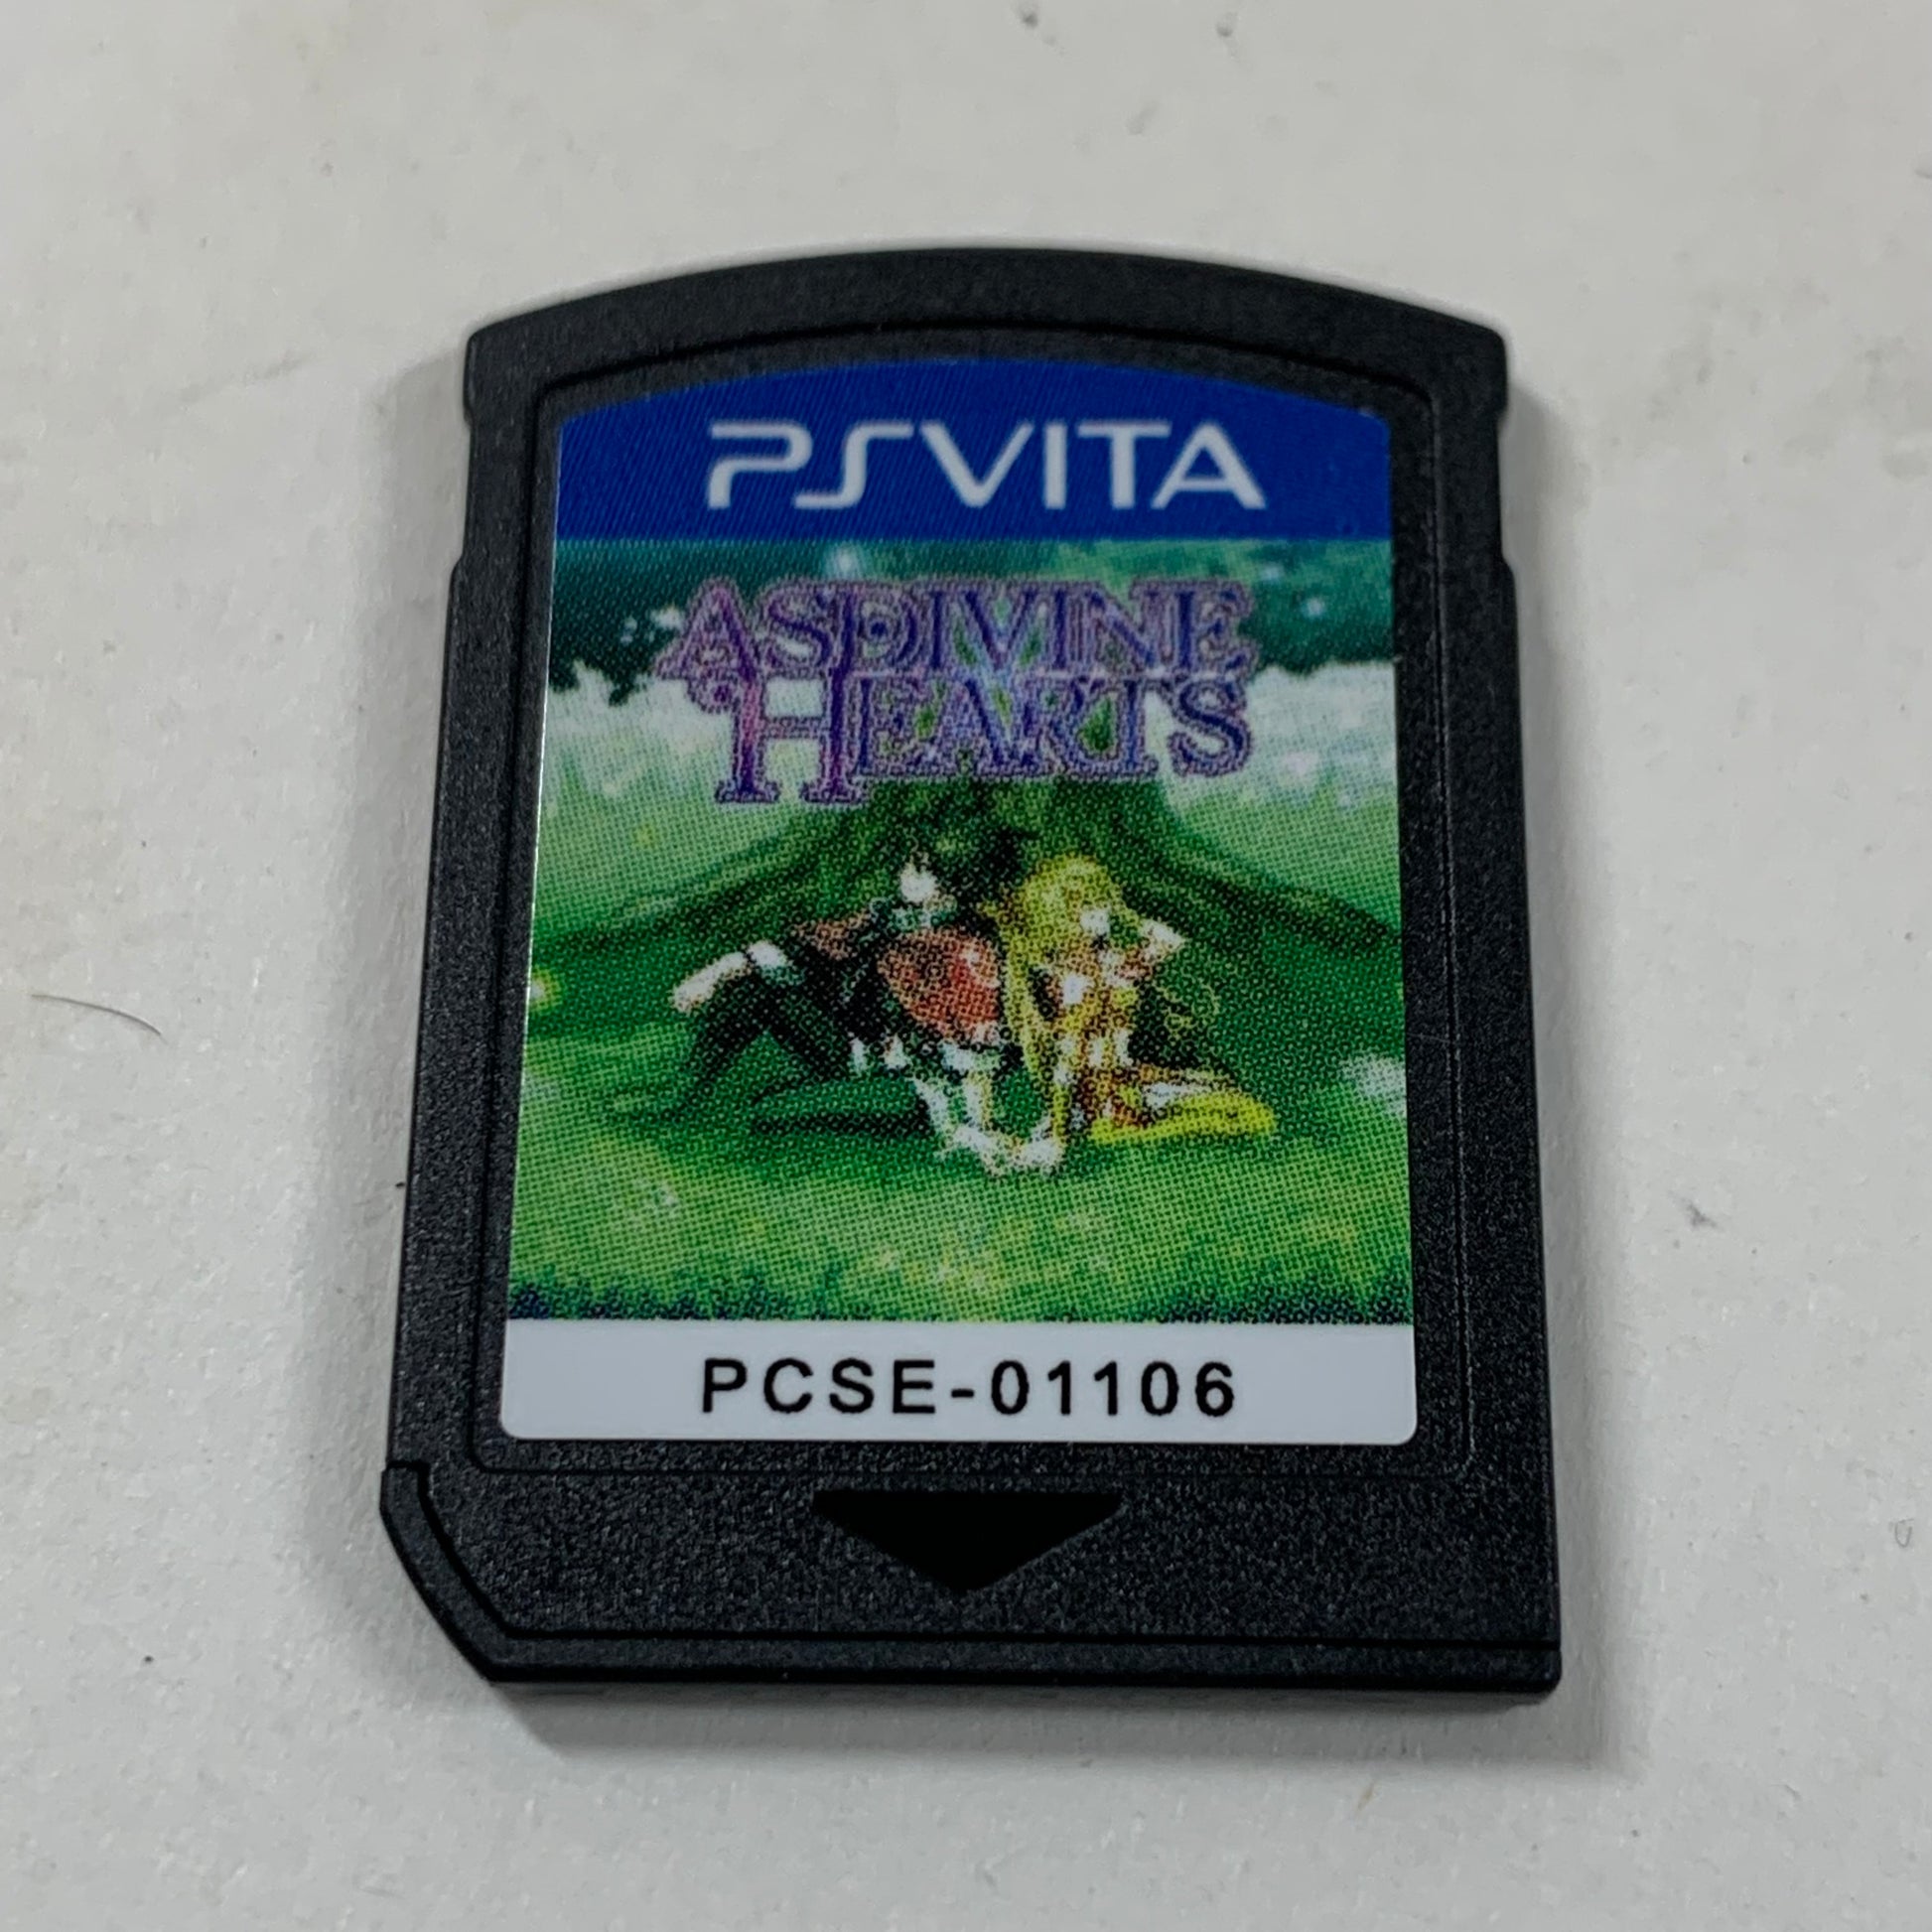 PSVITA
ASDIVINE
HEARTS
PCSE-01106